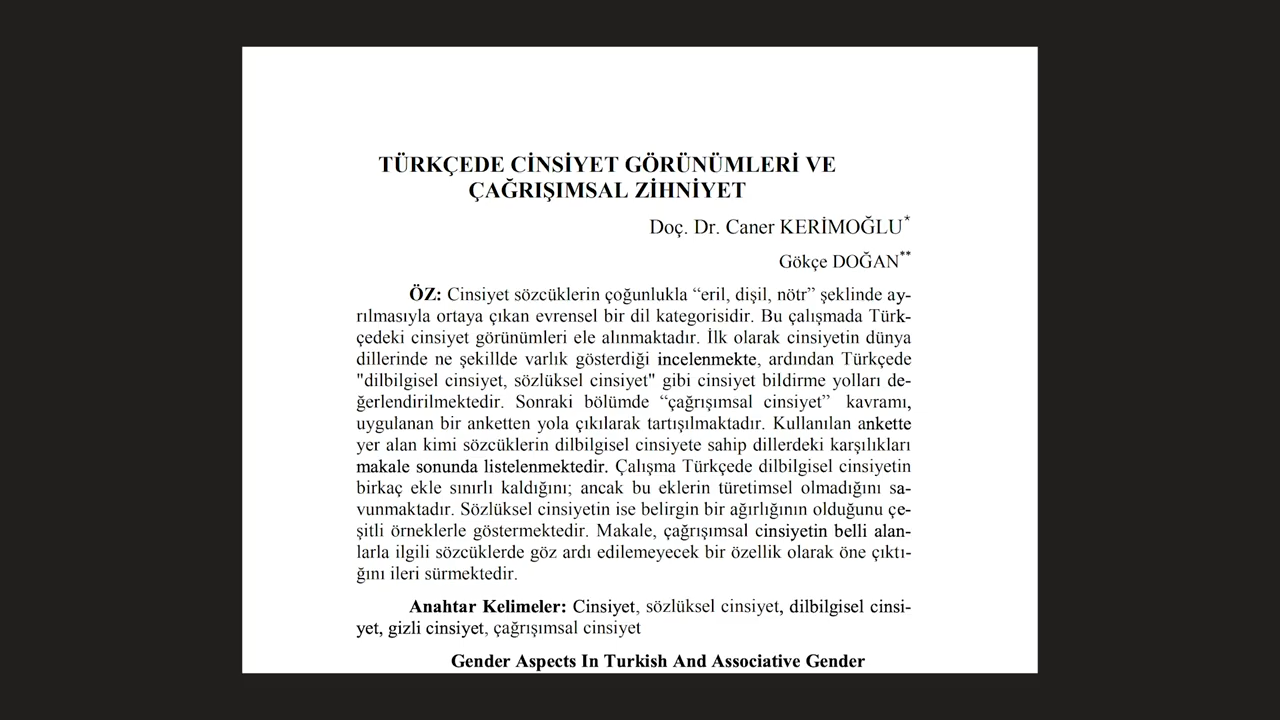 TÜRKÇEDE CİNSİYET GÖRÜNÜMLERİ VE
ÇAĞRIŞIMSAL ZİHNİYET
Doç. Dr. Caner KERİMOĞLU*
Gökçe DOĞAN**
ÖZ: Cinsiyet sözcüklerin çoğunlukla “eril, dişil, nötr” şeklinde ay-
rılmasıyla ortaya çıkan evrensel bir dil kategorisidir. Bu çalışmada Türk-
çedeki cinsiyet görünümleri ele alınmaktadır. İlk olarak cinsiyetin dünya
dillerinde ne şekillde varlık gösterdiği incelenmekte, ardından Türkçede
"dilbilgisel cinsiyet, sözlüksel cinsiyet" gibi cinsiyet bildirme yolları de-
ğerlendirilmektedir. Sonraki bölümde “çağrışımsal cinsiyet” kavramı,
uygulanan bir anketten yola çıkılarak tartışılmaktadır. Kullanılan ankette
yer alan kimi sözcüklerin dilbilgisel cinsiyete sahip dillerdeki karşılıkları
makale sonunda listelenmektedir. Çalışma Türkçede dilbilgisel cinsiyetin
birkaç ekle sınırlı kaldığını; ancak bu eklerin türetimsel olmadığını sa-
vunmaktadır. Sözlüksel cinsiyetin ise belirgin bir ağırlığının olduğunu çe-
şitli örneklerle göstermektedir. Makale, çağrışımsal cinsiyetin belli alan-
larla ilgili sözcüklerde göz ardı edilemeyecek bir özellik olarak öne çıktı-
ğını ileri sürmektedir.
Anahtar Kelimeler: Cinsiyet, sözlüksel cinsiyet, dilbilgisel cinsi-
yet, gizli cinsiyet, çağrışımsal cinsiyet
Gender Aspects In Turkish And Associative Gender